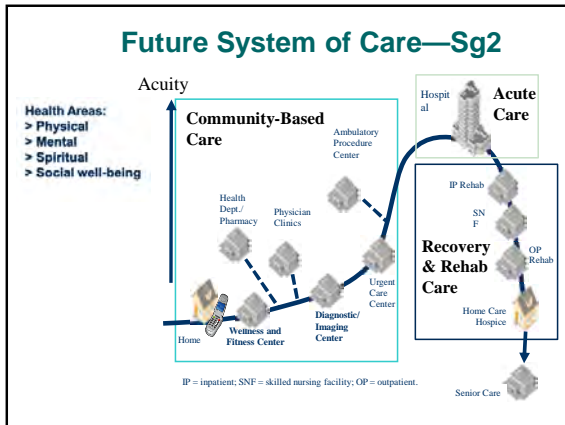 Future System of Care—Sg2
Acuity
Health Areas:
> Physical
> Mental
> Spiritual
> Social well-being
Community-Based
Care
Ambulatory
Procedure
Center
Health
Dept./
Pharmacy
Physician
Clinics
Urgent
Care
Center
Home
Wellness and
Fitness Center
Diagnostic/
Imaging
Center
Hospit
al
Acute
Care
IP Rehab
SN
F
OP
Rehab
Recovery
& Rehab
Care
Home Care
Hospice
Senior Care
IP = inpatient; SNF = skilled nursing facility; OP = outpatient.